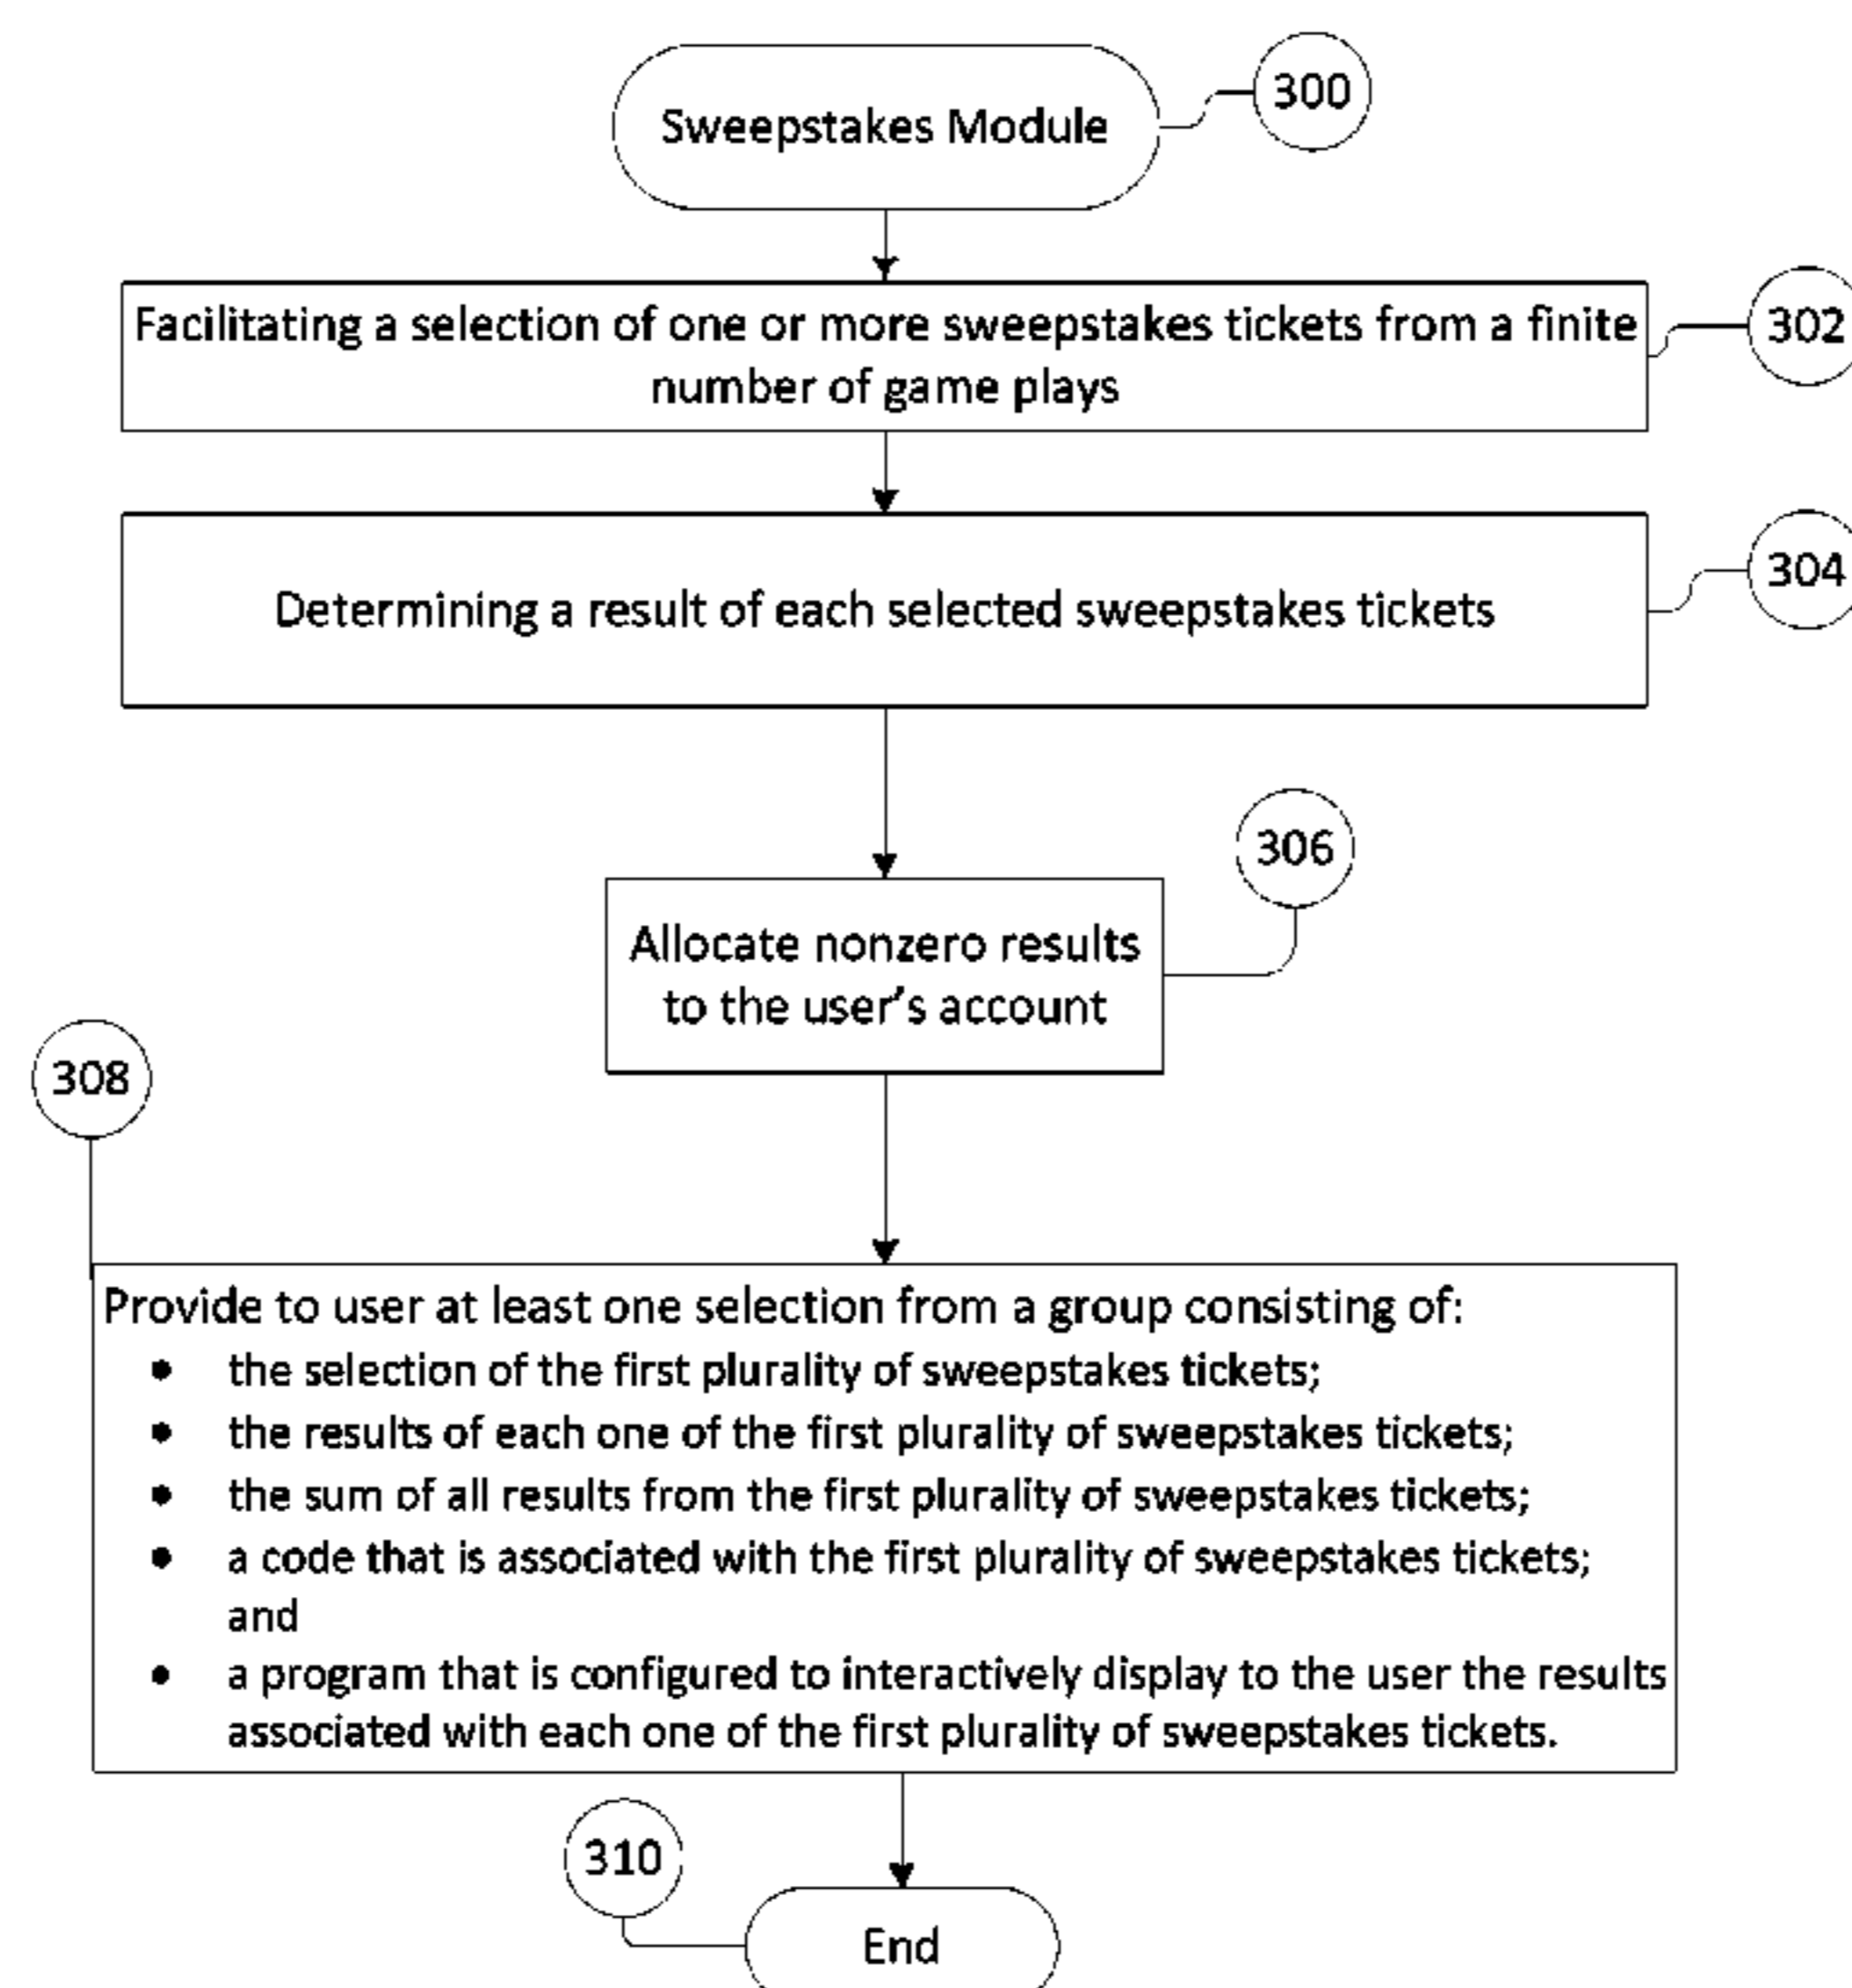 Sweepstakes Module
300
Facilitating a selection of one or more sweepstakes tickets from a finite
number of game plays
302
Determining a result of each selected sweepstakes tickets
304
306
Allocate nonzero results
to the user's account
308
Provide to user at least one selection from a group consisting of:
• the selection of the first plurality of sweepstakes tickets;
• the results of each one of the first plurality of sweepstakes tickets;
• the sum of all results from the first plurality of sweepstakes tickets;
• a code that is associated with the first plurality of sweepstakes tickets;
and
• a program that is configured to interactively display to the user the results
associated with each one of the first plurality of sweepstakes tickets.
310
End